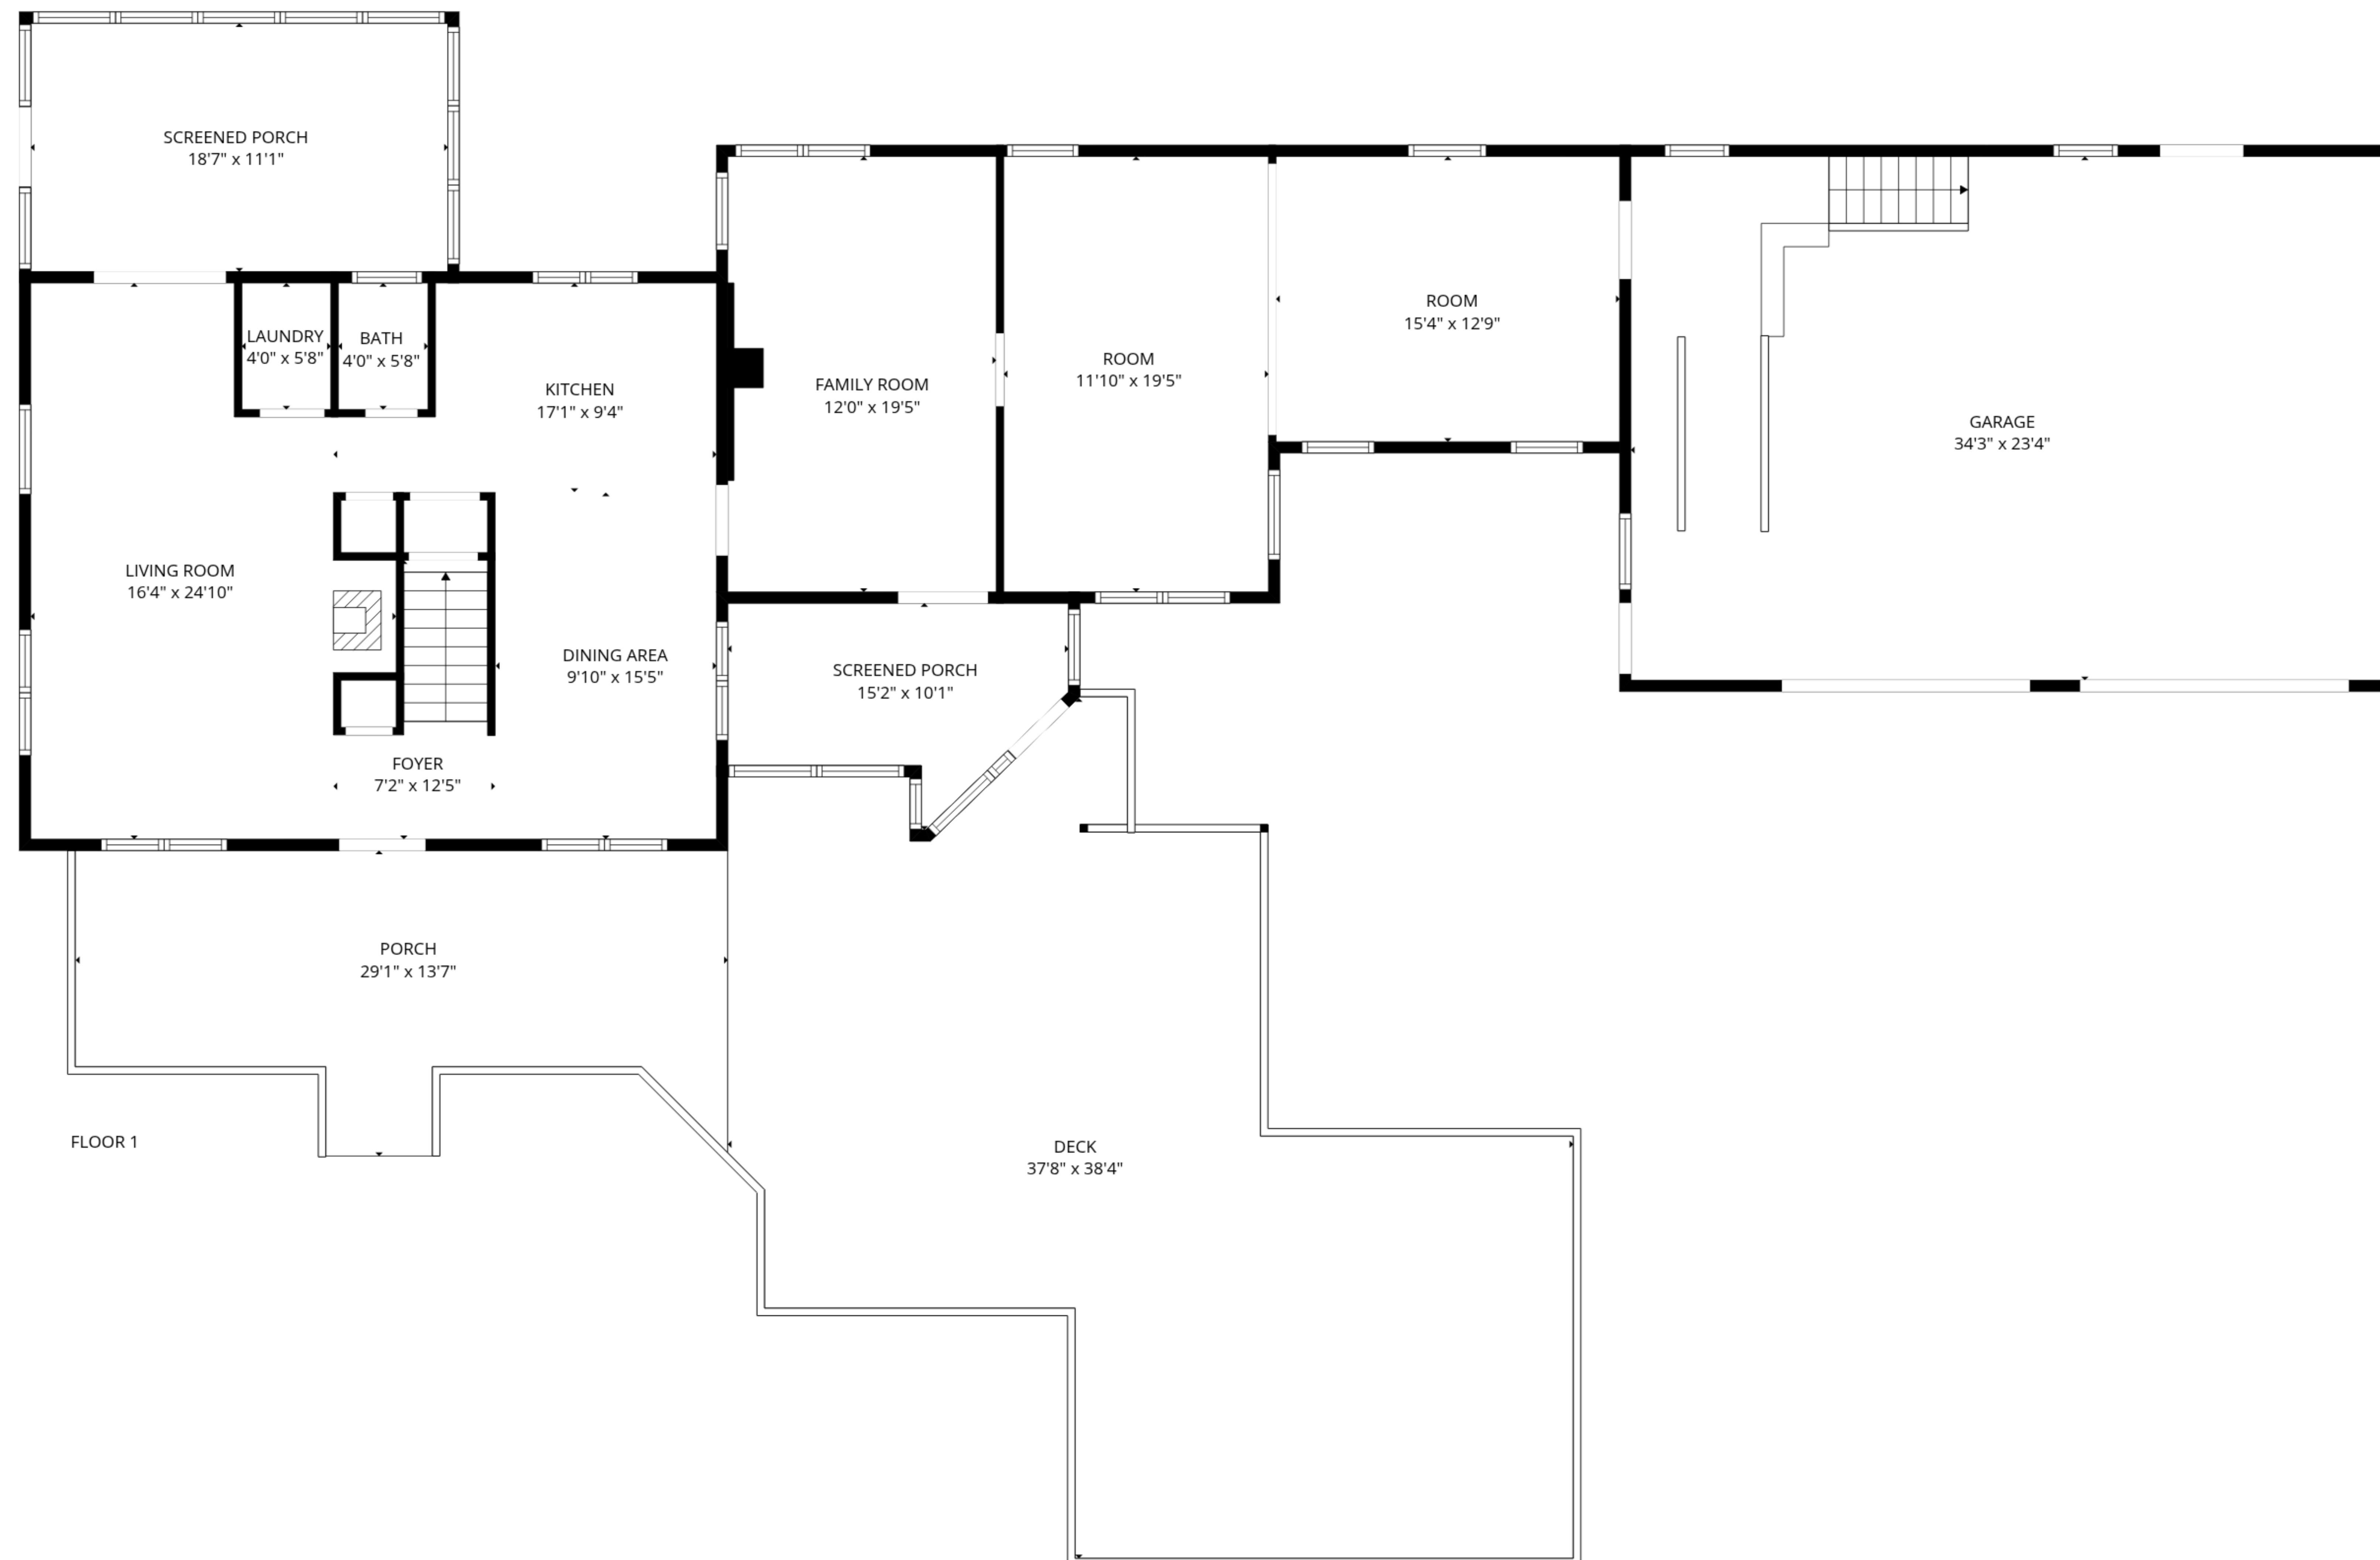 SCREENED PORCH
18'7" x 11'1"
LAUNDRY
4'0" x 5'8"
BATH
4'0" x 5'8"
KITCHEN
17'1" x 9'4"
FAMILY ROOM
12'0" x 19'5"
ROOM
11'10" x 19'5"
ROOM
15'4" x 12'9"
GARAGE
34'3" x 23'4"
LIVING ROOM
16'4" x 24'10"
DINING AREA
9'10" x 15'5"
SCREENED PORCH
15'2" x 10'1"
FOYER
7'2" x 12'5"
PORCH
29'1" x 13'7"
FLOOR 1
DECK
37'8" x 38'4"